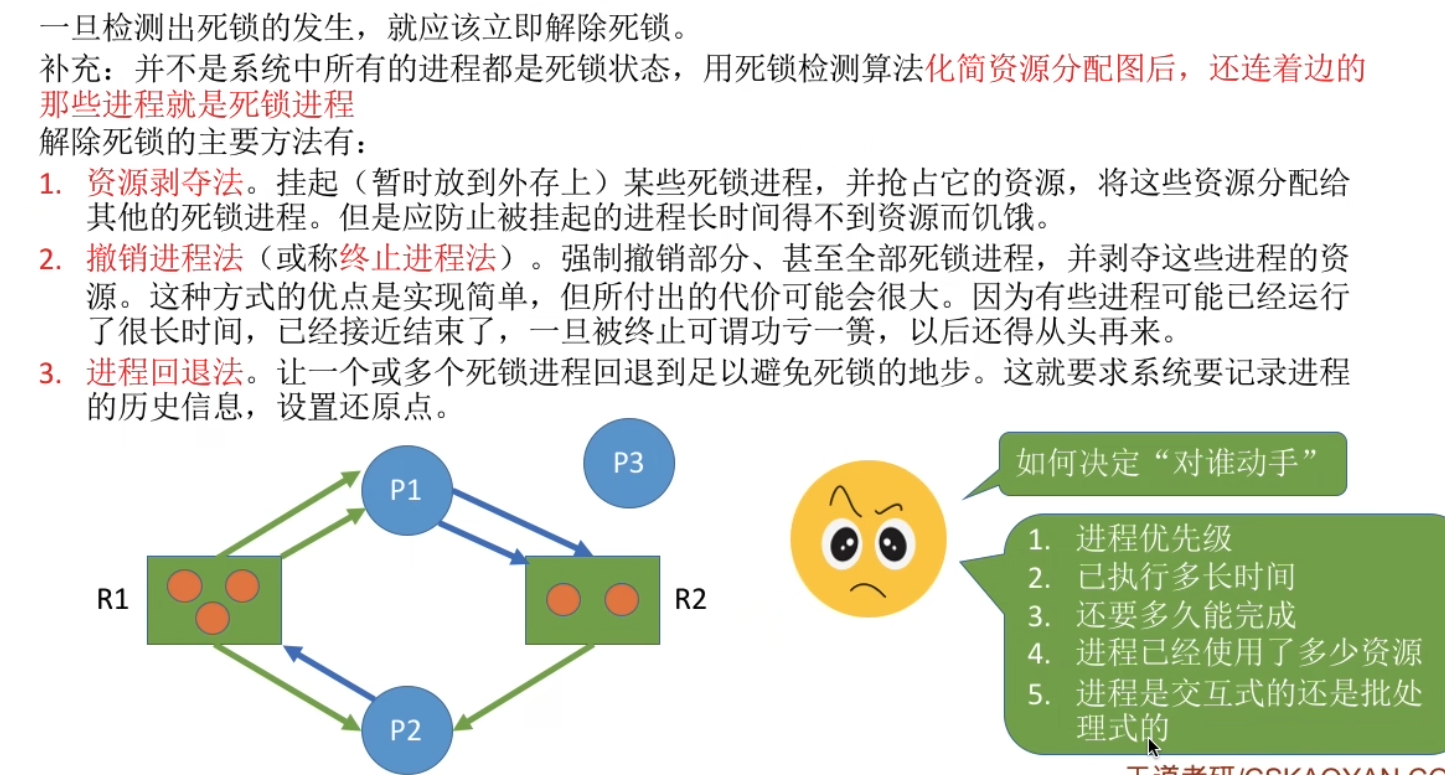 一旦检测出死锁的发生，就应该立即解除死锁。
补充：并不是系统中所有的进程都是死锁状态，用死锁检测算法化简资源分配图后，还连着边的
那些进程就是死锁进程
解除死锁的主要方法有：
1. 资源剥夺法。挂起（暂时放到外存上）某些死锁进程，并抢占它的资源，将这些资源分配给
其他的死锁进程。但是应防止被挂起的进程长时间得不到资源而饥饿。
2. 撤销进程法（或称终止进程法）。强制撤销部分、甚至全部死锁进程，并剥夺这些进程的资
源。这种方式的优点是实现简单，但所付出的代价可能会很大。因为有些进程可能已经运行
了很长时间，已经接近结束了，一旦被终止可谓功亏一篑，以后还得从头再来。
3. 进程回退法。让一个或多个死锁进程回退到足以避免死锁的地步。这就要求系统要记录进程
的历史信息，设置还原点。
P1
P3
R1
R2
P2
如何决定“对谁动手”
1. 进程优先级
2. 已执行多长时间
3. 还要多久能完成
4. 进程已经使用了多少资源
5. 进程是交互式的还是批处
理式的